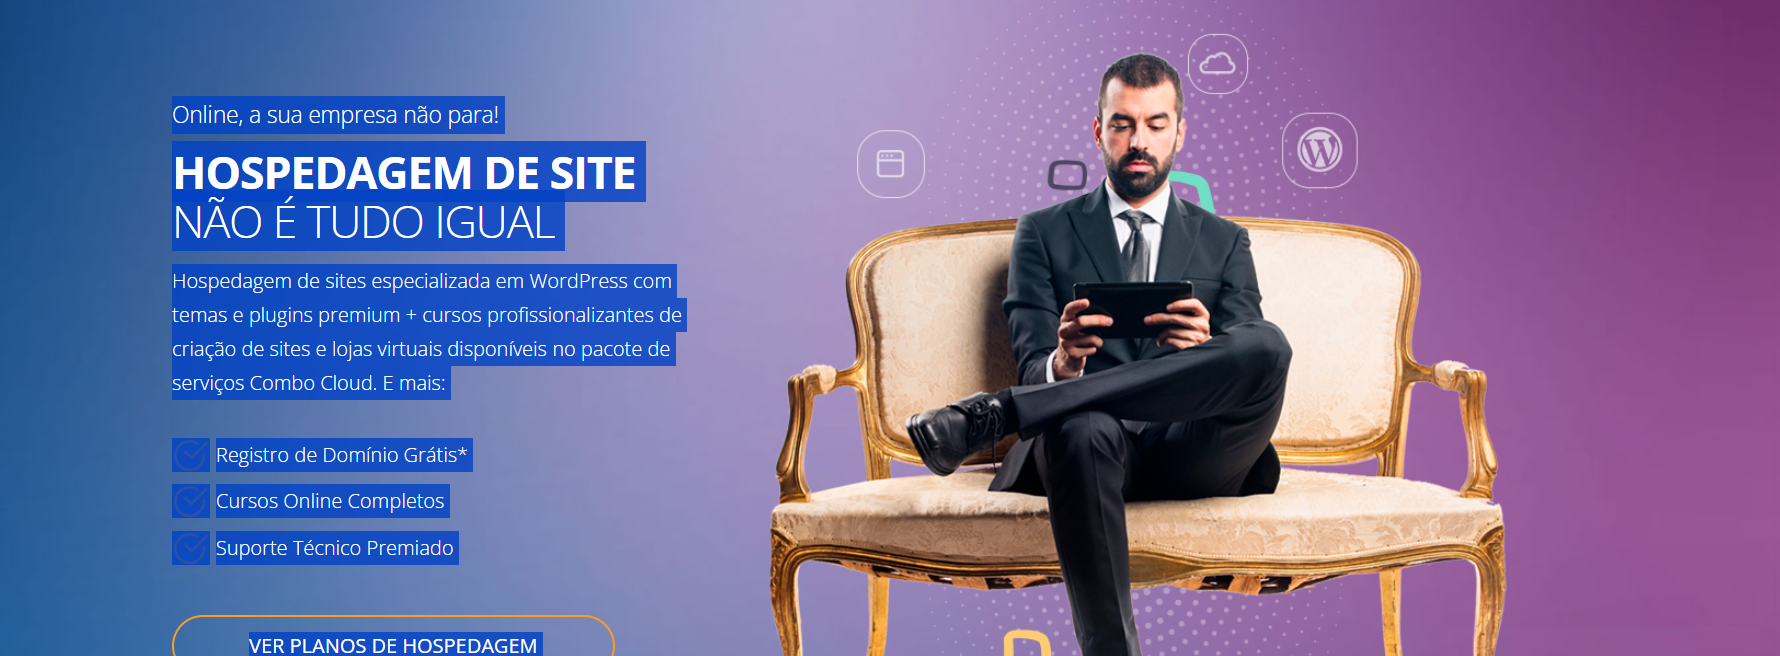 Online, a sua empresa não para!
HOSPEDAGEM DE SITE
NÃO É TUDO IGUAL
Hospedagem de sites especializada em WordPress com
temas e plugins premium + cursos profissionalizantes de
criação de sites e lojas virtuais disponíveis no pacote de
serviços Combo Cloud. E mais:
Registro de Domínio Grátis*
Cursos Online Completos
Suporte Técnico Premiado
VER PLANOS DE HOSPEDAGEM